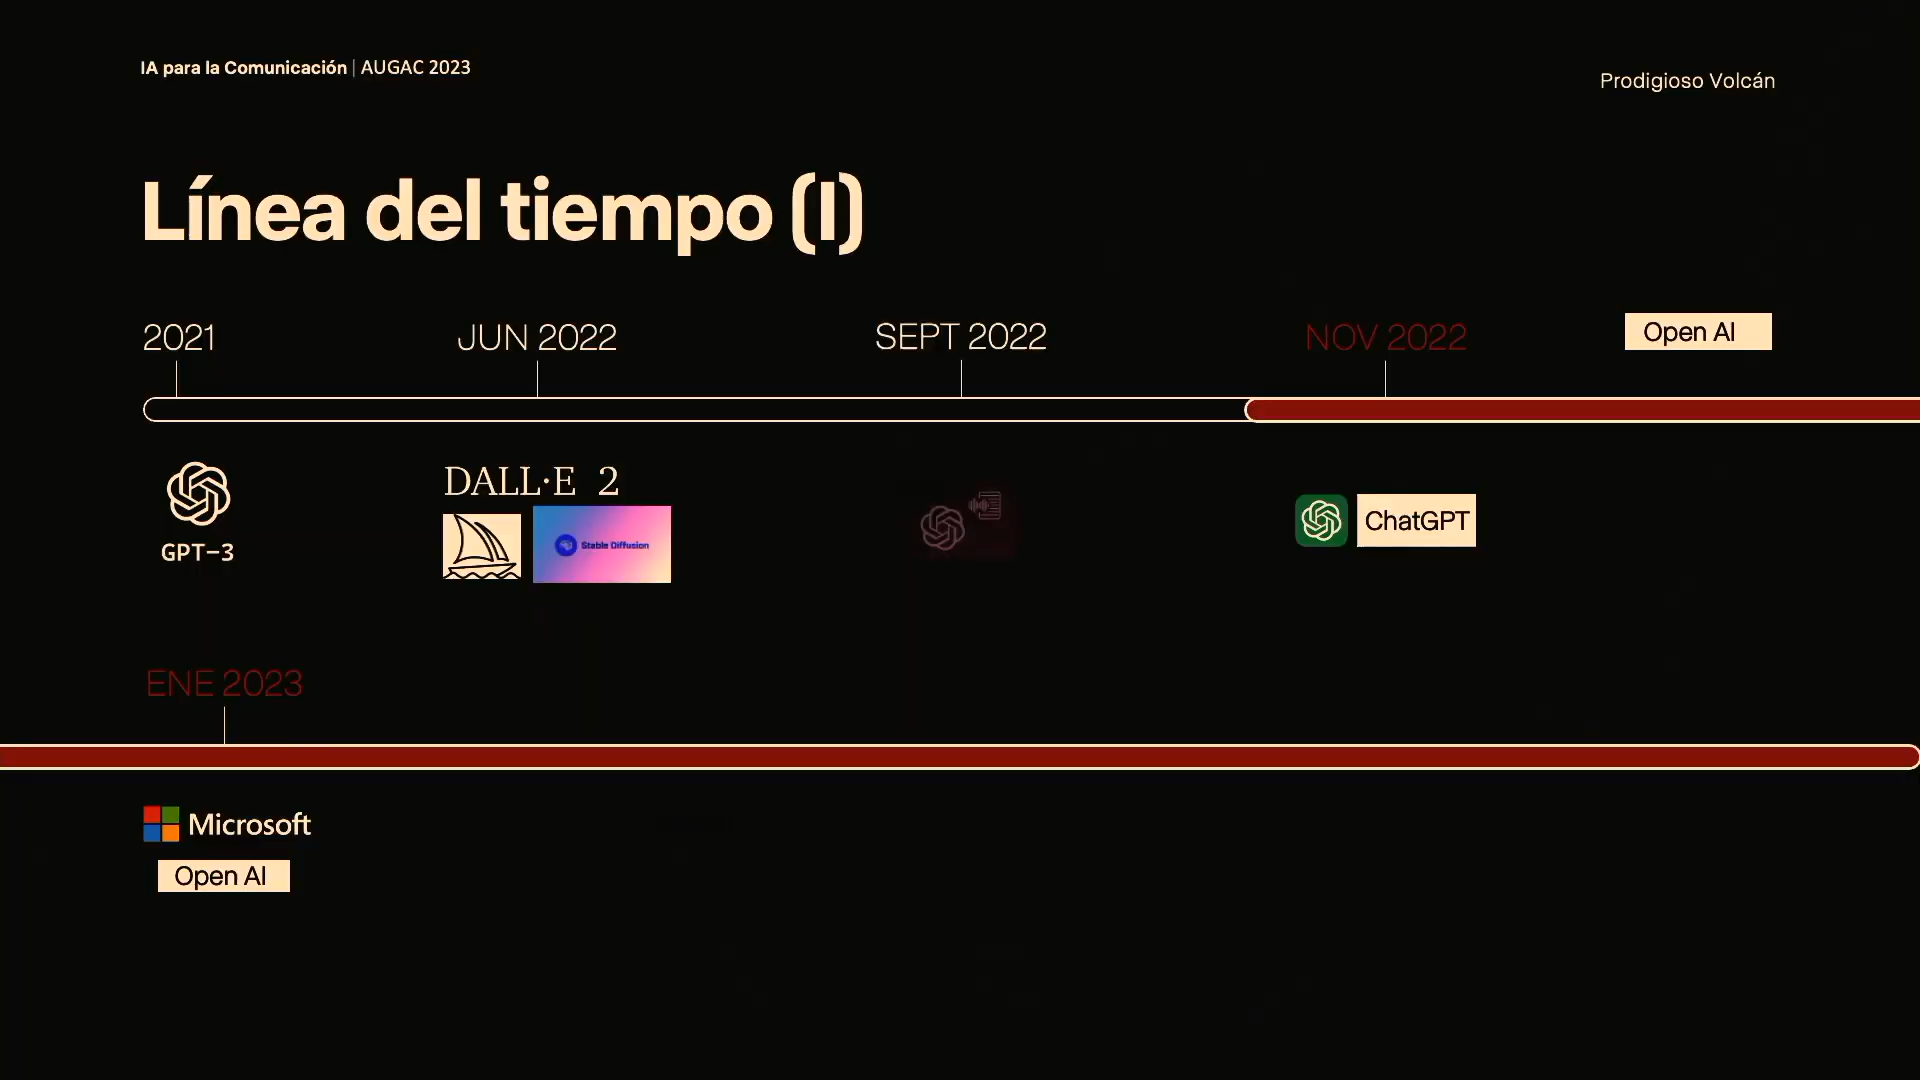 IA para la Comunicación | AUGAC 2023
Prodigioso Volcán
Línea del tiempo (I)
2021
JUN 2022
SEPT 2022
NOV 2022
Open AI
GPT-3
DALL·E 2
Stable Diffusion
ChatGPT
ENE 2023
Microsoft
Open AI